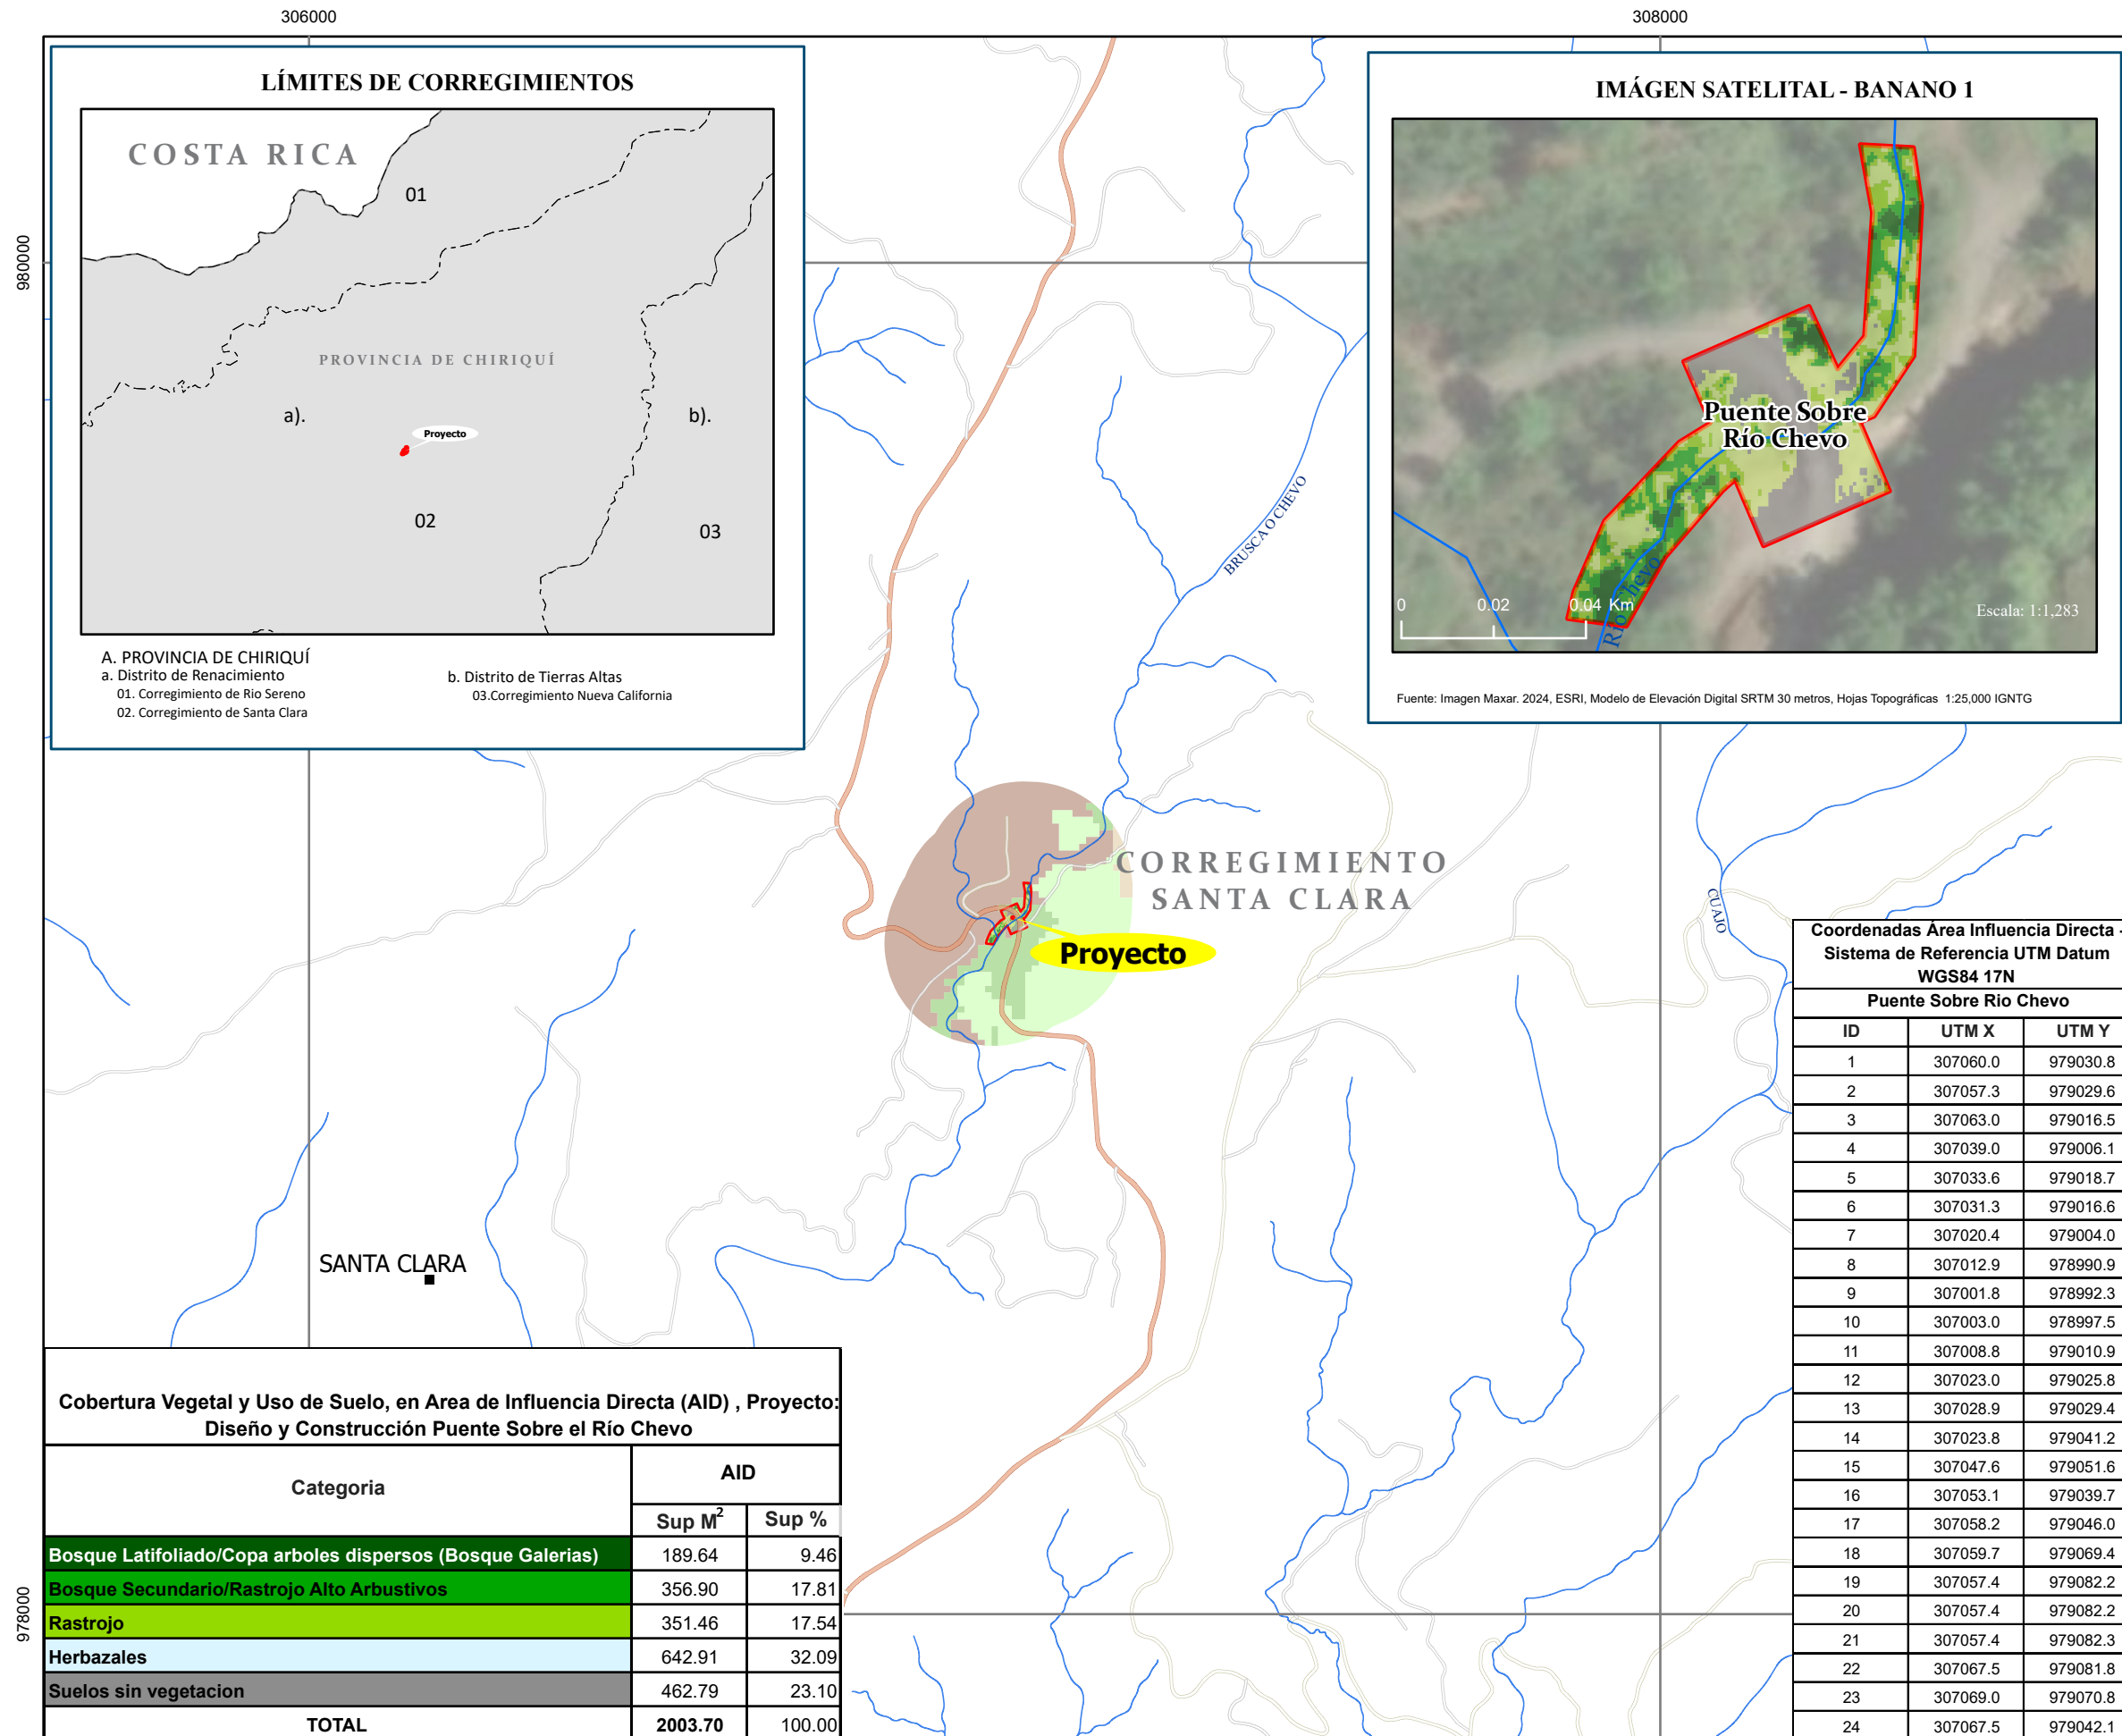 306000
308000
980000
978000
LÍMITES DE CORREGIMIENTOS
COSTA RICA
01
PROVINCIA DE CHIRIQUÍ
a).
b).
Proyecto
02
03
A. PROVINCIA DE CHIRIQUÍ
a. Distrito de Renacimiento
01. Corregimiento de Rio Sereno
02. Corregimiento de Santa Clara
b. Distrito de Tierras Altas
03.Corregimiento Nueva California
IMÁGEN SATELITAL - BANANO 1
Puente Sobre
Río Chevo
Río Chevo
0 0.02 0.04 Km
Escala: 1:1,283
Fuente: Imagen Maxar. 2024, ESRI, Modelo de Elevación Digital SRTM 30 metros, Hojas Topográficas 1:25,000 IGNTG
BRUSCA O CHEVO
CORREGIMIENTO
SANTA CLARA
Proyecto
CUAJO
SANTA CLARA
Coordenadas Área Influencia Directa -
Sistema de Referencia UTM Datum
WGS84 17N
Puente Sobre Rio Chevo
ID UTM X UTM Y
1 307060.0 979030.8
2 307057.3 979029.6
3 307063.0 979016.5
4 307039.0 979006.1
5 307033.6 979018.7
6 307031.3 979016.6
7 307020.4 979004.0
8 307012.9 978990.9
9 307001.8 978992.3
10 307003.0 978997.5
11 307008.8 979010.9
12 307023.0 979025.8
13 307028.9 979029.4
14 307023.8 979041.2
15 307047.6 979051.6
16 307053.1 979039.7
17 307058.2 979046.0
18 307059.7 979069.4
19 307057.4 979082.2
20 307057.4 979082.2
21 307057.4 979082.3
22 307067.5 979081.8
23 307069.0 979070.8
24 307067.5 979042.1
Cobertura Vegetal y Uso de Suelo, en Area de Influencia Directa (AID) , Proyecto:
Diseño y Construcción Puente Sobre el Río Chevo
Categoria AID
Sup M² Sup %
Bosque Latifoliado/Copa arboles dispersos (Bosque Galerias) 189.64 9.46
Bosque Secundario/Rastrojo Alto Arbustivos 356.90 17.81
Rastrojo 351.46 17.54
Herbazales 642.91 32.09
Suelos sin vegetacion 462.79 23.10
TOTAL 2003.70 100.00